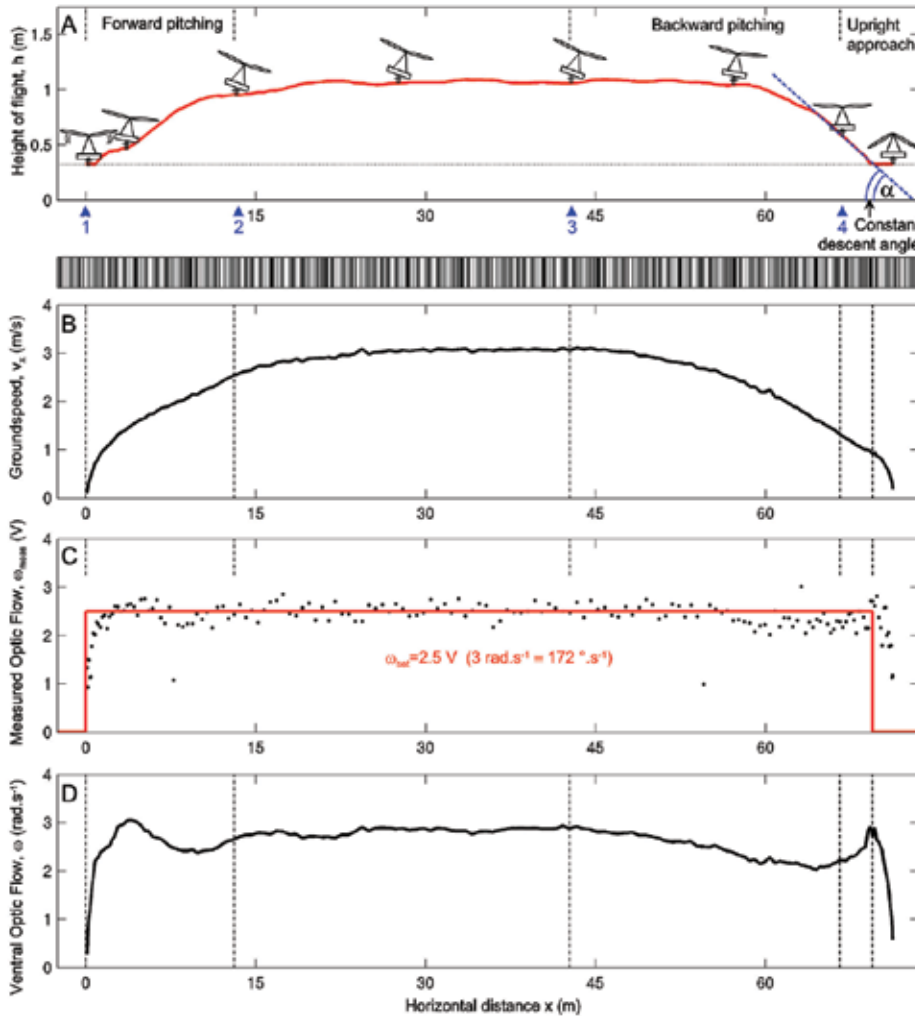 A
Forward pitching
Backward pitching
Upright
approach
Height of flight, h (m)
1.5
1
0.5
0
α
15
30
45
60
1
2
3
4
Constan
descent angle
B
Groundspeed, vₓ (m/s)
4
3
2
1
0
0
15
30
45
60
C
Measured Optic Flow, ω_meas (V)
4
3
2
1
0
ω_set=2.5 V (3 rad.s⁻¹ = 172 °.s⁻¹)
0
15
30
45
60
D
Ventral Optic Flow, ω (rad.s⁻¹)
4
3
2
1
0
0
15
30
45
60
Horizontal distance x (m)